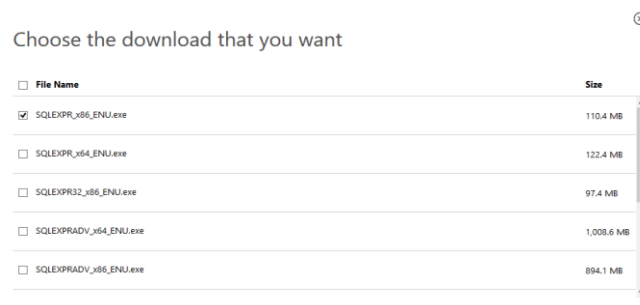 Choose the download that you want
File Name Size
SQLEXPR_x86_ENU.exe 110.4 MB
SQLEXPR_x64_ENU.exe 122.4 MB
SQLEXPR32_x86_ENU.exe 97.4 MB
SQLEXPRADV_x64_ENU.exe 1,008.6 MB
SQLEXPRADV_x86_ENU.exe 894.1 MB